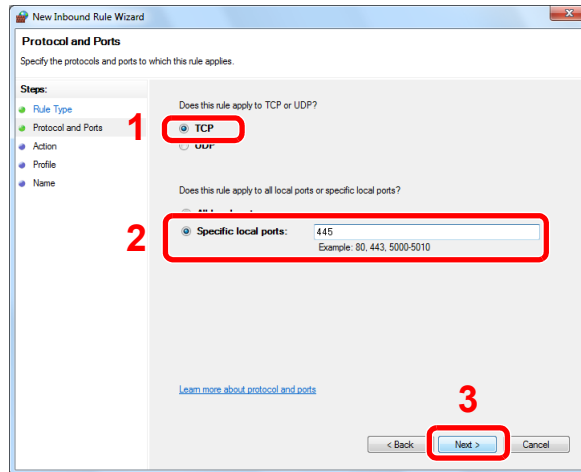 New Inbound Rule Wizard
Protocol and Ports
Specify the protocols and ports to which this rule applies.
Steps:
Rule Type
Protocol and Ports
Action
Profile
Name
Does this rule apply to TCP or UDP?
1
TCP
UDP
Does this rule apply to all local ports or specific local ports?
2
Specific local ports:
445
Example: 80, 443, 5000-5010
Learn more about protocol and ports
3
< Back
Next >
Cancel